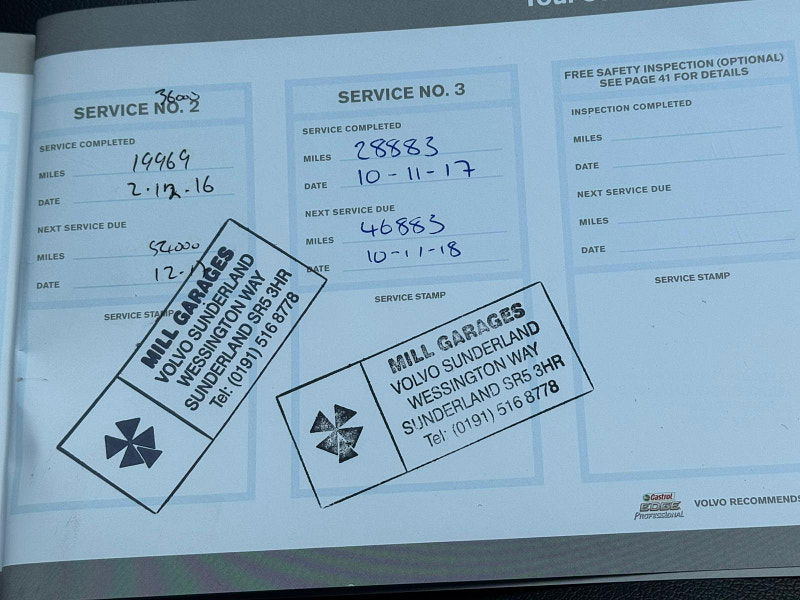 36000
SERVICE NO. 2
SERVICE COMPLETED
MILES 19969
DATE 2.12.16
NEXT SERVICE DUE
MILES 54000
DATE 12.17
SERVICE STAMP
MILL GARAGES
VOLVO SUNDERLAND
WESSINGTON WAY
SUNDERLAND SR5 3HR
Tel: (0191) 516 8778
SERVICE NO. 3
SERVICE COMPLETED
MILES 28883
DATE 10-11-17
NEXT SERVICE DUE
MILES 46883
DATE 10-11-18
SERVICE STAMP
MILL GARAGES
VOLVO SUNDERLAND
WESSINGTON WAY
SUNDERLAND SR5 3HR
Tel: (0191) 516 8778
FREE SAFETY INSPECTION (OPTIONAL)
SEE PAGE 41 FOR DETAILS
INSPECTION COMPLETED
MILES
DATE
NEXT SERVICE DUE
MILES
DATE
SERVICE STAMP
Castrol
EDGE
PROFESSIONAL
VOLVO RECOMMENDS